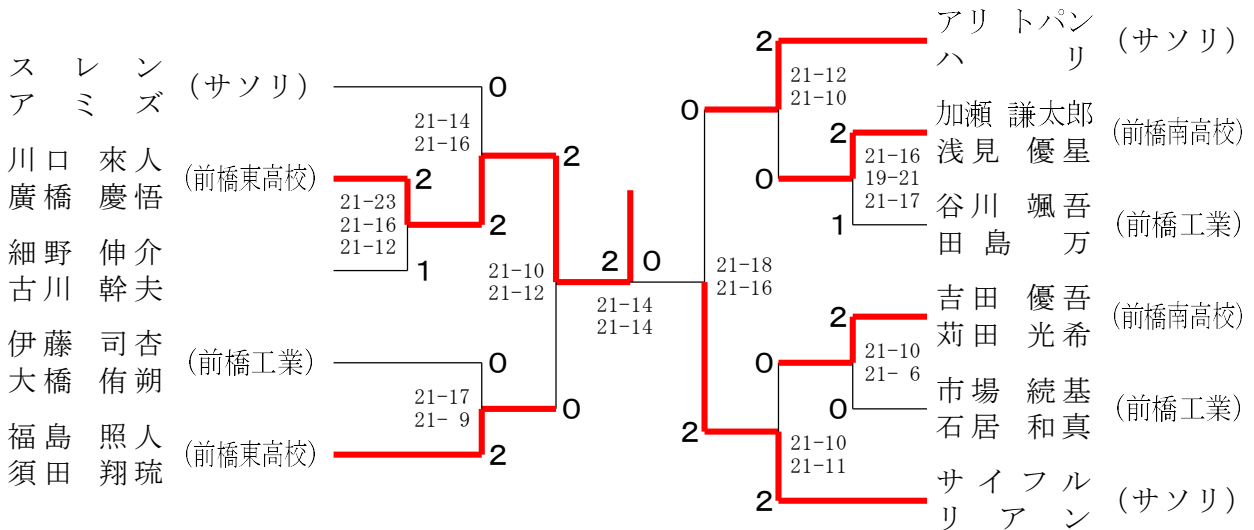 スレン
アミズ
(サソリ)
0
21-14
21-16
川口 來人
廣橋 慶悟
(前橋東高校)
2
21-23
21-16
21-12
2
2
細野 伸介
古川 幹夫
1
21-10
21-12
伊藤 司杏
大橋 侑朔
(前橋工業)
0
21-17
21- 9
0
福島 照人
須田 翔琉
(前橋東高校)
2
2
0
21-14
21-14
アリ トパン
ハリ
(サソリ)
2
21-12
21-10
0
加瀬 謙太郎
浅見 優星
(前橋南高校)
2
21-16
19-21
21-17
0
谷川 颯吾
田島 万
(前橋工業)
1
21-18
21-16
吉田 優吾
苅田 光希
(前橋南高校)
2
21-10
21- 6
0
市場 続基
石居 和真
(前橋工業)
0
21-10
21-11
2
サイフル
リアン
(サソリ)
2